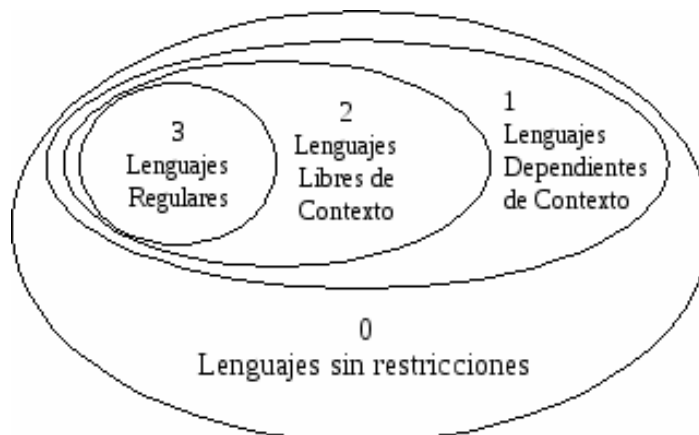 3
Lenguajes
Regulares
2
Lenguajes
Libres de
Contexto
1
Lenguajes
Dependientes
de Contexto
0
Lenguajes sin restricciones